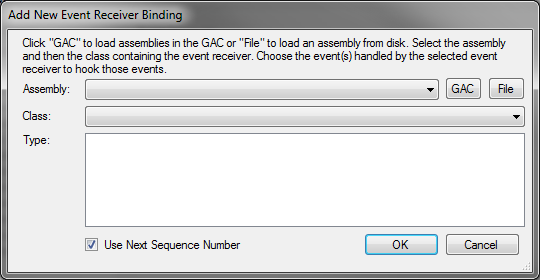 Add New Event Receiver Binding
Click "GAC" to load assemblies in the GAC or "File" to load an assembly from disk. Select the assembly
and then the class containing the event receiver. Choose the event(s) handled by the selected event
receiver to hook those events.
Assembly: GAC File
Class:
Type:
Use Next Sequence Number OK Cancel